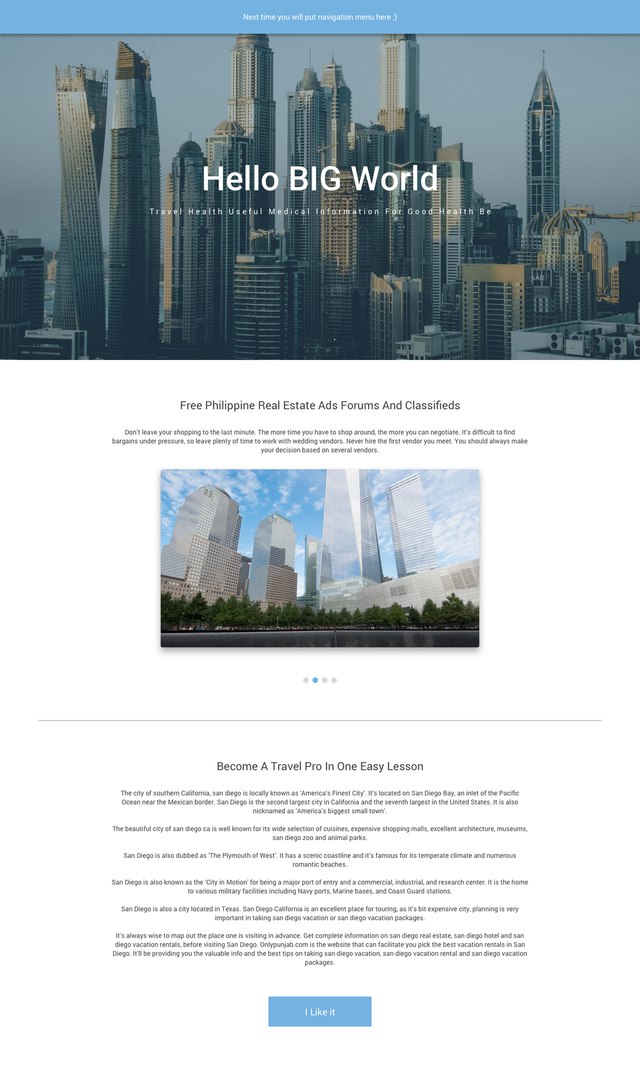 Next time you will put navigation menu here ;)
Hello BIG World
Travel Health Useful Medical Information For Good Health Be
Free Philippine Real Estate Ads Forums And Classifieds
Don't leave your shopping to the last minute. The more time you have to shop around, the more you can negotiate. It's difficult to find
bargains under pressure, so leave plenty of time to work with wedding vendors. Never hire the first vendor you meet. You should always make
your decision based on several vendors.
Become A Travel Pro In One Easy Lesson
The city of southern California, san diego is locally known as 'America's Finest City'. It's located on San Diego Bay, an inlet of the Pacific
Ocean near the Mexican border. San Diego is the second largest city in California and the seventh largest in the United States. It is also
nicknamed as 'America's biggest small town'.
The beautiful city of san diego ca is well known for its wide selection of cuisines, expensive shopping malls, excellent architecture, museums,
san diego zoo and animal parks.
San Diego is also dubbed as 'The Plymouth of West'. It has a scenic coastline and it's famous for its temperate climate and numerous
romantic beaches.
San Diego is also known as the 'City in Motion' for being a major port of entry and a commercial, industrial, and research center. It is the home
to various military facilities including Navy ports, Marine bases, and Coast Guard stations.
San Diego is also a city located in Texas. San Diego California is an excellent place for touring, as it's bit expensive city, planning is very
important in taking san diego vacation or san diego vacation packages.
It's always wise to map out the place one is visiting in advance. Get complete information on san diego real estate, san diego hotel and san
diego vacation rentals, before visiting San Diego. Onlypunjab.com is the website that can facilitate you pick the best vacation rentals in San
Diego. It'll be providing you the valuable info and the best tips on taking san diego vacation, san diego vacation rental and san diego vacation
packages.
I Like it